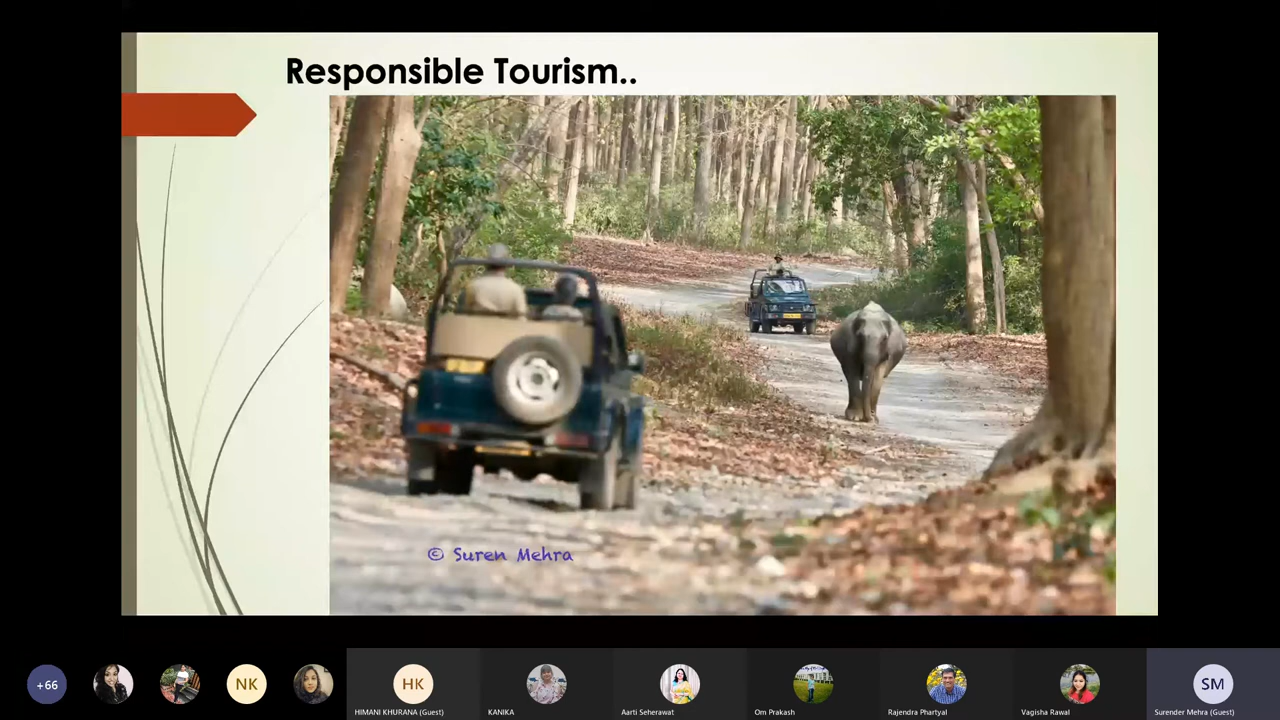 Responsible Tourism..
© Suren Mehra
+66
NK
HK
SM
HIMANI KHURANA (Guest)
KANIKA
Aarti Seherawat
Om Prakash
Rajendra Phartyal
Vagisha Rawal
Surender Mehra (Guest)